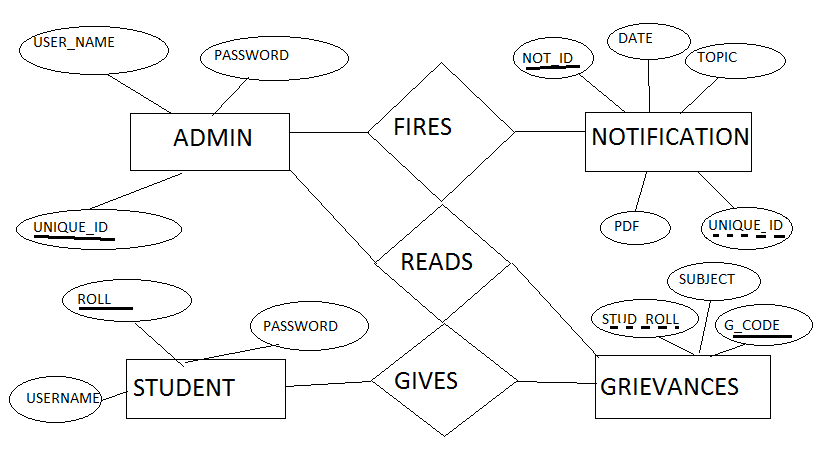 USER_NAME
PASSWORD
NOT_ID
DATE
TOPIC
ADMIN
FIRES
NOTIFICATION
UNIQUE_ID
PDF
UNIQUE_ID
READS
SUBJECT
ROLL
PASSWORD
STUD_ROLL
G_CODE
USERNAME
STUDENT
GIVES
GRIEVANCES